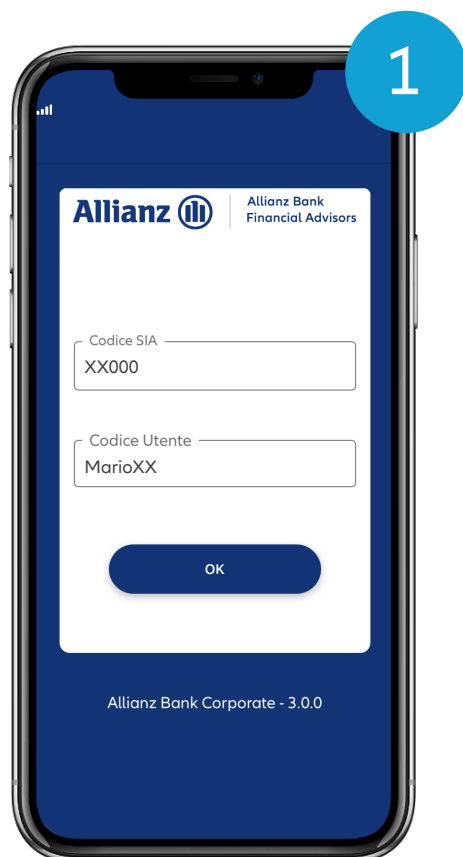 1
Allianz
Allianz Bank
Financial Advisors
Codice SIA
XX000
Codice Utente
MarioXX
OK
Allianz Bank Corporate - 3.0.0